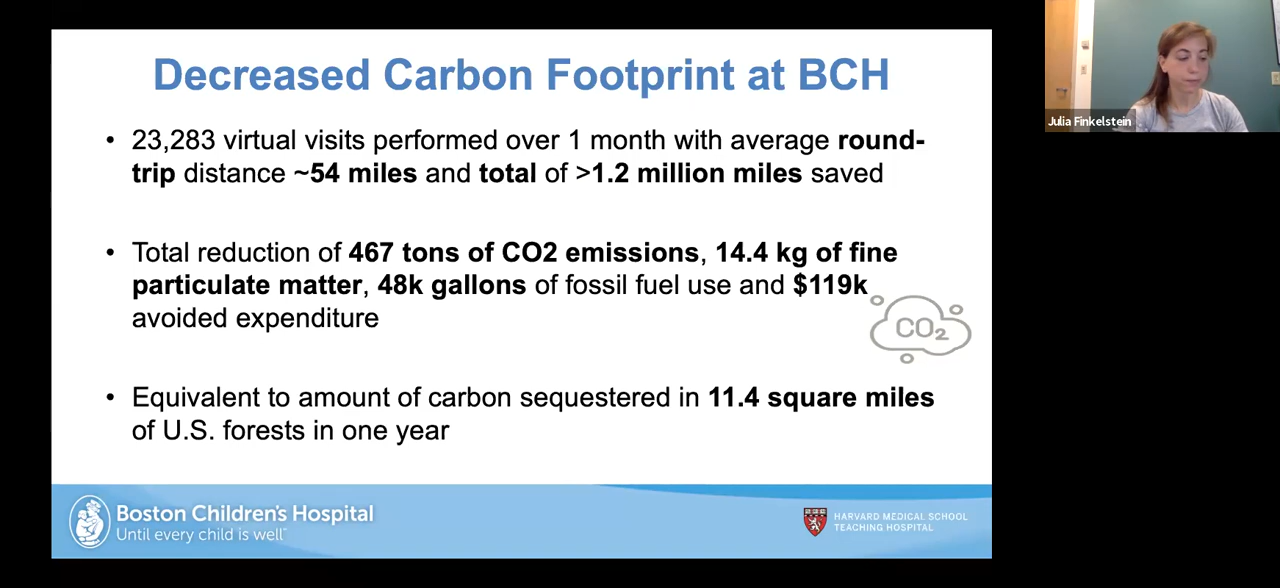 Decreased Carbon Footprint at BCH
• 23,283 virtual visits performed over 1 month with average round-
trip distance ~54 miles and total of >1.2 million miles saved
• Total reduction of 467 tons of CO2 emissions, 14.4 kg of fine
particulate matter, 48k gallons of fossil fuel use and $119k
avoided expenditure
CO2
• Equivalent to amount of carbon sequestered in 11.4 square miles
of U.S. forests in one year
Boston Children's Hospital
Until every child is well™
HARVARD MEDICAL SCHOOL
TEACHING HOSPITAL
Julia Finkelstein